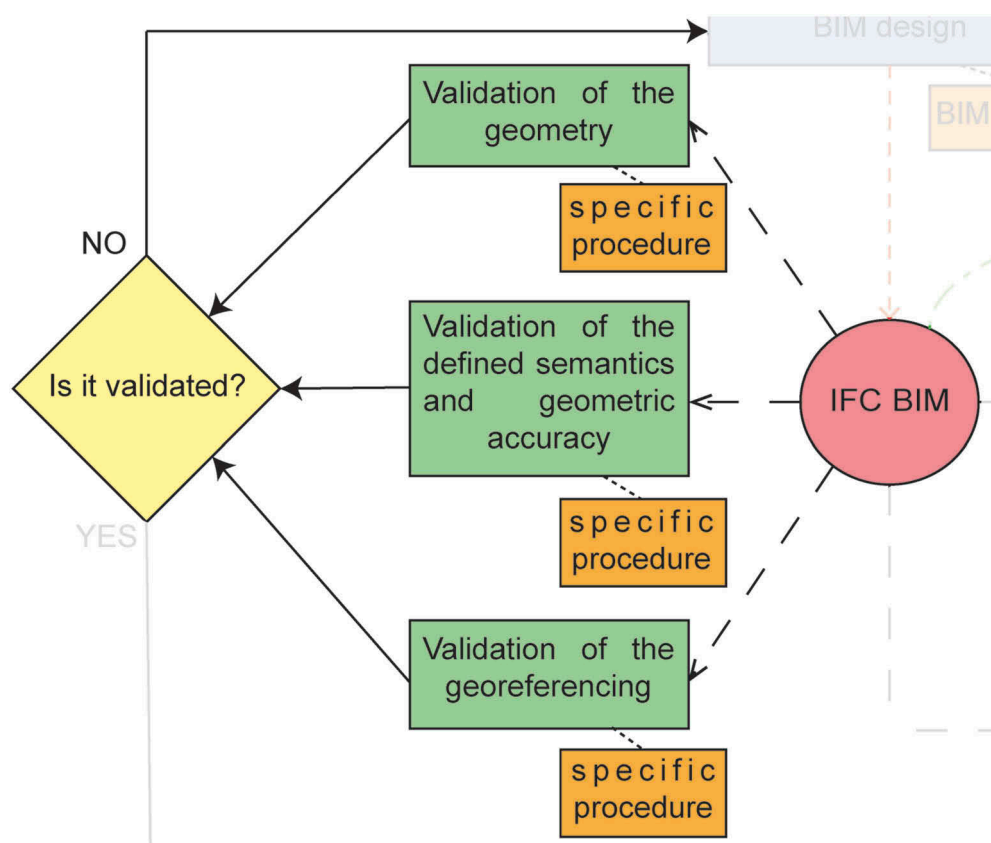 BIM design
Validation of the
geometry
BIM
specific
procedure
NO
Validation of the
defined semantics
and geometric
accuracy
Is it validated?
IFC BIM
specific
procedure
YES
Validation of the
georeferencing
specific
procedure